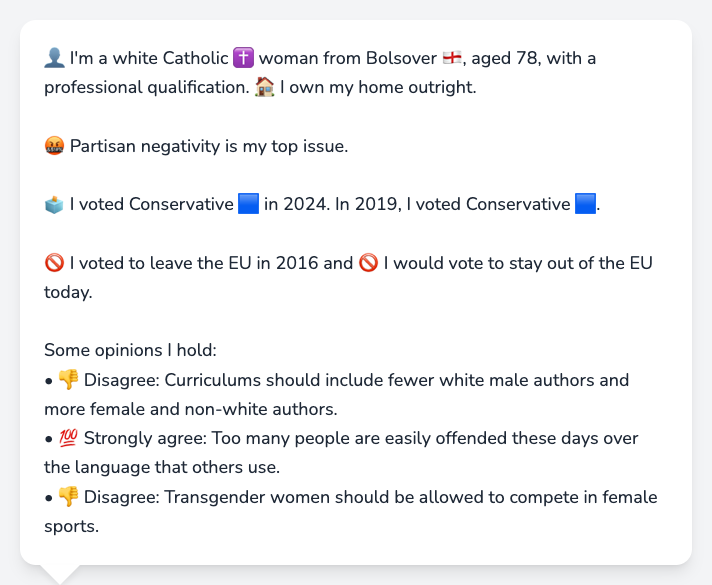 👤 I'm a white Catholic ✝️ woman from Bolsover 🏴󠁧󠁢󠁥󠁮󠁧󠁿, aged 78, with a
professional qualification. 🏠 I own my home outright.
🤬 Partisan negativity is my top issue.
🗳️ I voted Conservative 🟦 in 2024. In 2019, I voted Conservative 🟦.
🚫 I voted to leave the EU in 2016 and 🚫 I would vote to stay out of the EU
today.
Some opinions I hold:
• 👎 Disagree: Curriculums should include fewer white male authors and
more female and non-white authors.
• 💯 Strongly agree: Too many people are easily offended these days over
the language that others use.
• 👎 Disagree: Transgender women should be allowed to compete in female
sports.